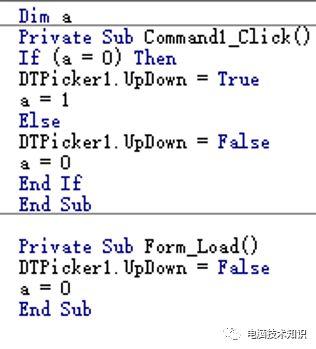 Dim a
Private Sub Command1_Click()
If (a = 0) Then
DTPicker1.UpDown = True
a = 1
Else
DTPicker1.UpDown = False
a = 0
End If
End Sub
Private Sub Form_Load()
DTPicker1.UpDown = False
a = 0
End Sub
电脑技术知识